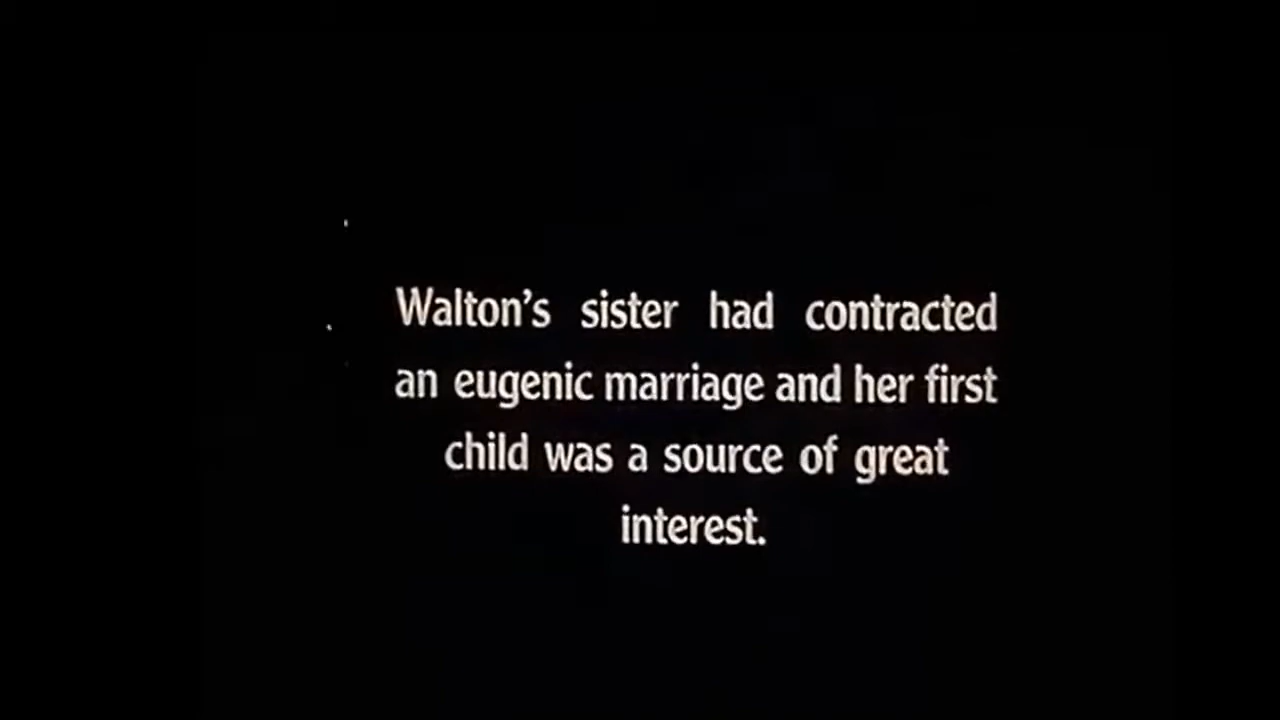 Walton’s sister had contracted
an eugenic marriage and her first
child was a source of great
interest.